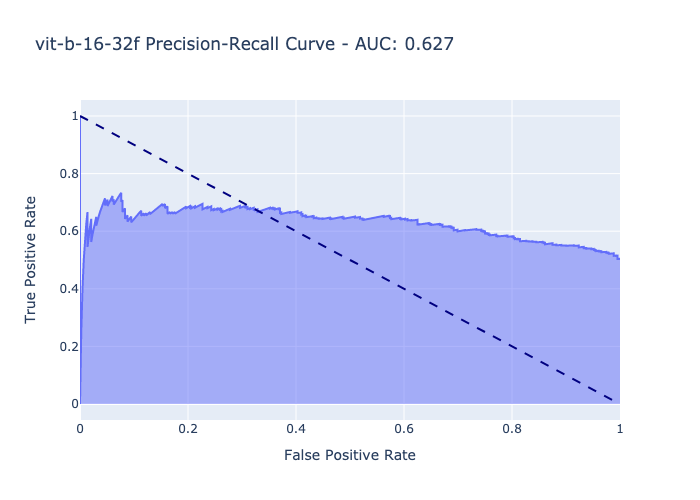 vit-b-16-32f Precision-Recall Curve - AUC: 0.627
True Positive Rate
1
0.8
0.6
0.4
0.2
0
0 0.2 0.4 0.6 0.8 1
False Positive Rate